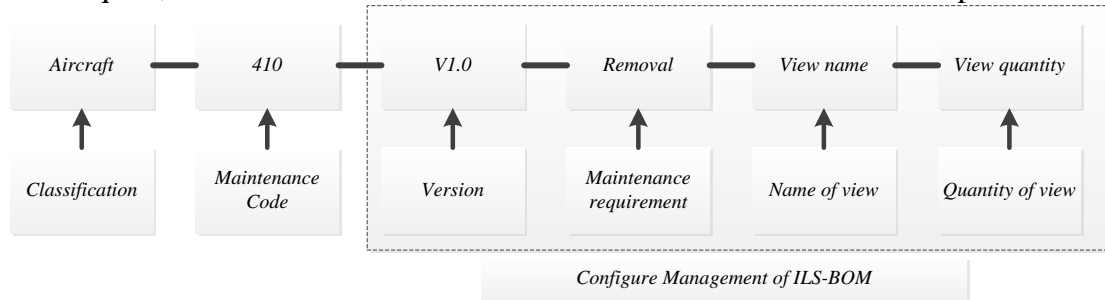 Aircraft
410
V1.0
Removal
View name
View quantity
Classification
Maintenance
Code
Version
Maintenance
requirement
Name of view
Quantity of view
Configure Management of ILS-BOM